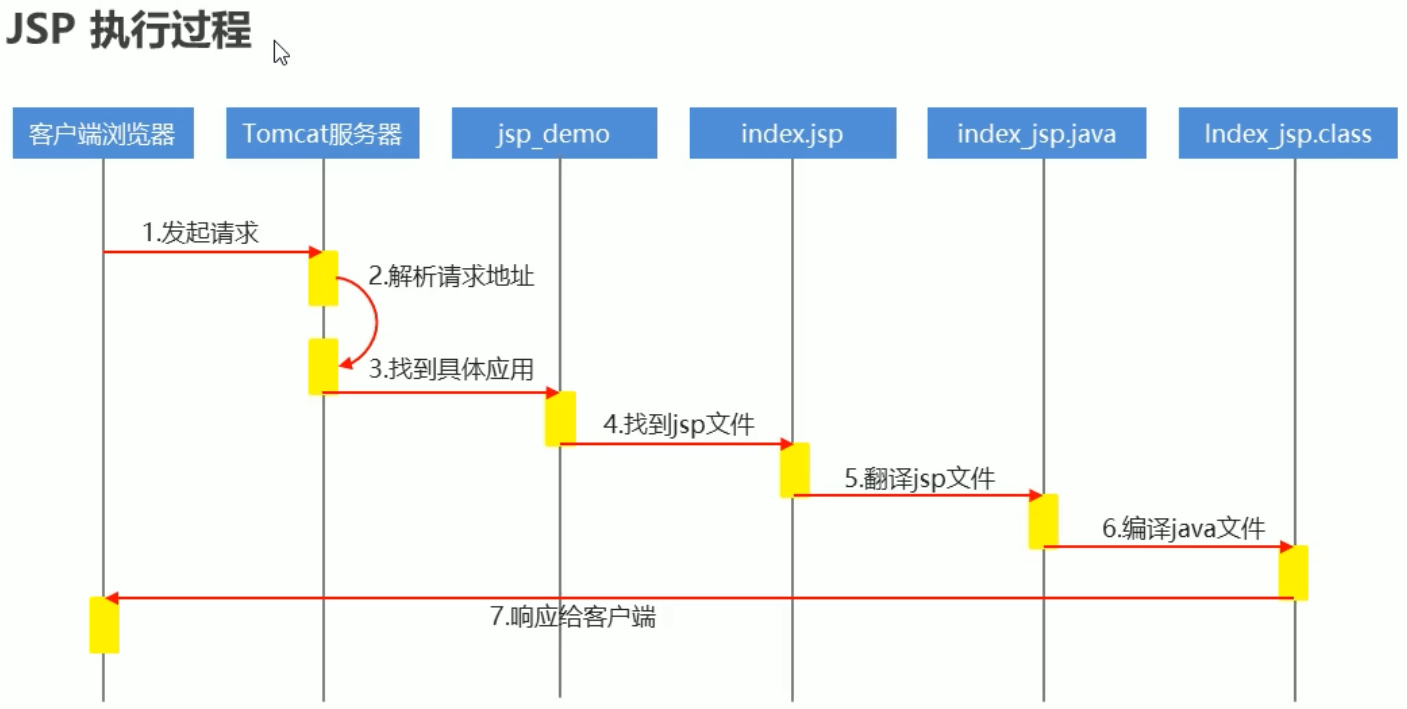 JSP 执行过程
客户端浏览器
Tomcat服务器
jsp_demo
index.jsp
index_jsp.java
Index_jsp.class
1.发起请求
2.解析请求地址
3.找到具体应用
4.找到jsp文件
5.翻译jsp文件
6.编译java文件
7.响应给客户端